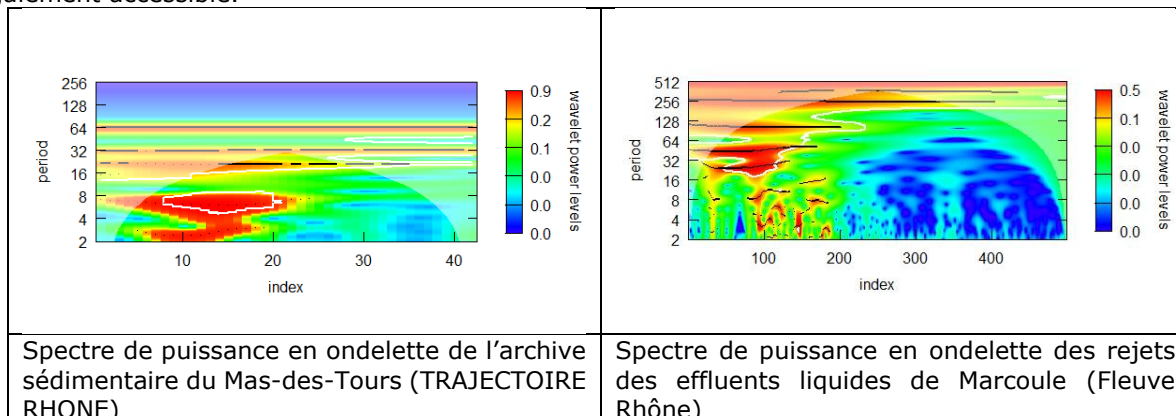 galement accessible.
256
128
64
32
16
8
4
2
period
10
20
30
40
index
0.9
0.2
0.1
0.0
0.0
0.0
wavelet power levels
512
256
128
64
32
16
8
4
2
period
100
200
300
400
index
0.5
0.1
0.0
0.0
0.0
0.0
wavelet power levels
Spectre de puissance en ondelette de l’archive
sédimentaire du Mas-des-Tours (TRAJECTOIRE
RHONE)
Spectre de puissance en ondelette des rejets
des effluents liquides de Marcoule (Fleuve
Rhône)